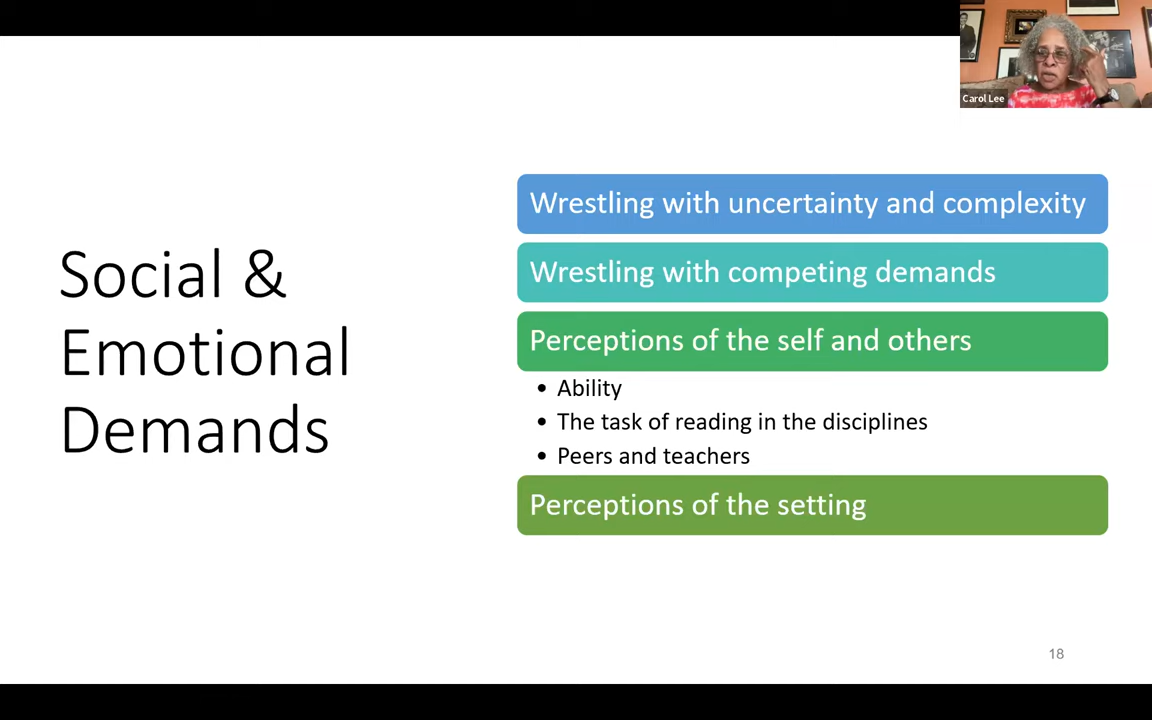 Carol Lee
Social &
Emotional
Demands
Wrestling with uncertainty and complexity
Wrestling with competing demands
Perceptions of the self and others
• Ability
• The task of reading in the disciplines
• Peers and teachers
Perceptions of the setting
18